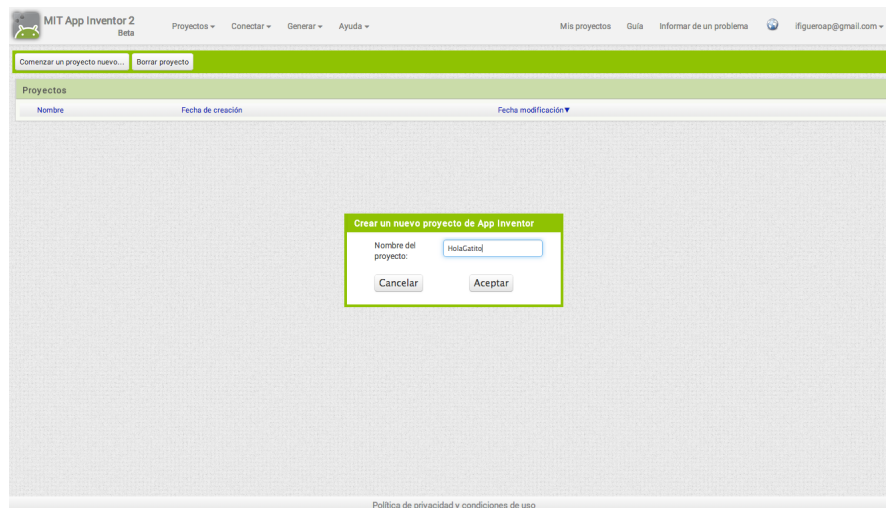 MIT App Inventor 2
Beta
Proyectos Conectar Generar Ayuda Mis proyectos Guía Informar de un problema ifigueroap@gmail.com
Comenzar un proyecto nuevo... Borrar proyecto
Proyectos
Nombre Fecha de creación Fecha modificación▼
Crear un nuevo proyecto de App Inventor
Nombre del
proyecto:
HolaGatito
Cancelar Aceptar
Política de privacidad y condiciones de uso